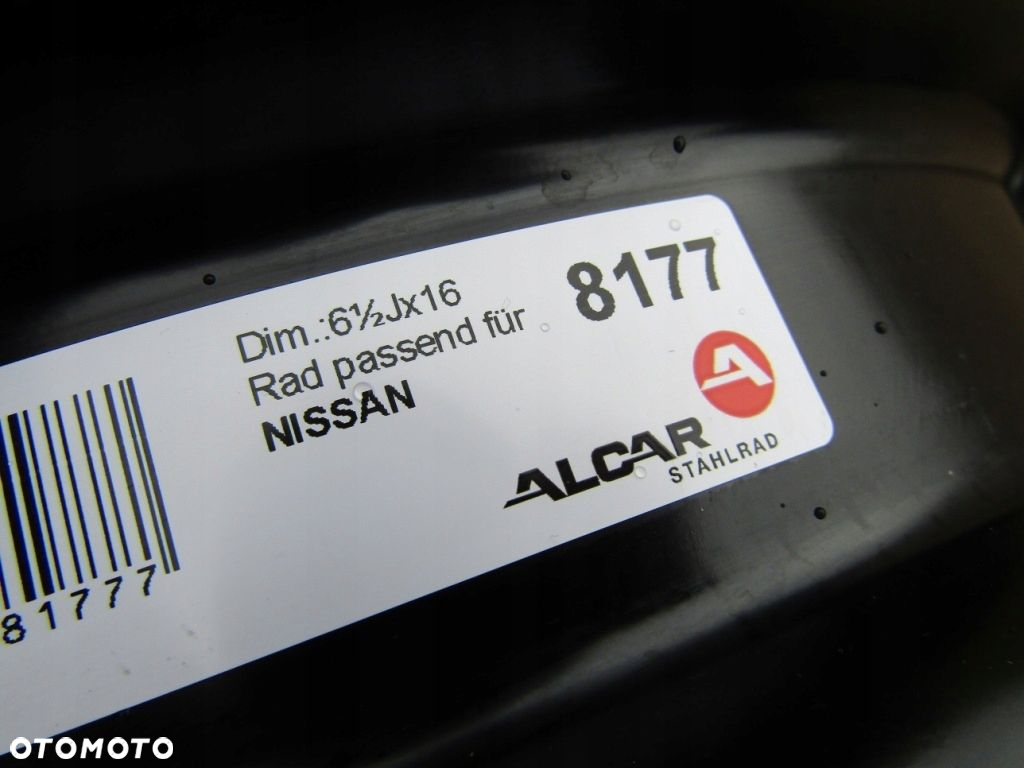 Dim.:6½Jx16
Rad passend für
NISSAN
8177
ALCAR
STAHLRAD
81777
OTOMOTO